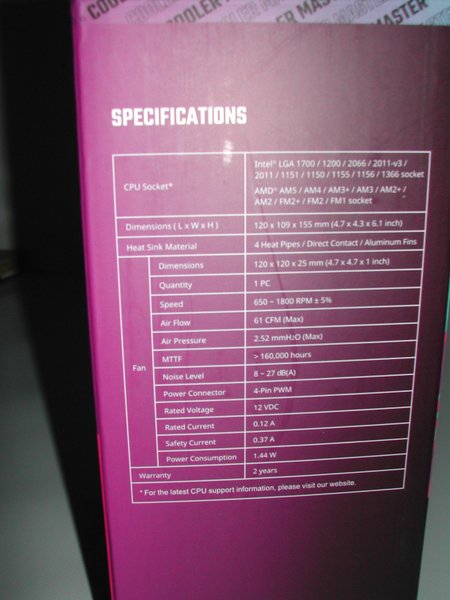 COOLER MASTER
SPECIFICATIONS
CPU Socket*
Intel® LGA 1700 / 1200 / 2066 / 2011-v3 /
2011 / 1151 / 1150 / 1155 / 1156 / 1366 socket
AMD® AM5 / AM4 / AM3+ / AM3 / AM2+ /
AM2 / FM2+ / FM2 / FM1 socket
Dimensions ( L x W x H ) 120 x 109 x 155 mm (4.7 x 4.3 x 6.1 inch)
Heat Sink Material 4 Heat Pipes / Direct Contact / Aluminum Fins
Fan
Dimensions 120 x 120 x 25 mm (4.7 x 4.7 x 1 inch)
Quantity 1 PC
Speed 650 ~ 1800 RPM ± 5%
Air Flow 61 CFM (Max)
Air Pressure 2.52 mmH2O (Max)
MTTF > 160,000 hours
Noise Level 8 ~ 27 dB(A)
Power Connector 4-Pin PWM
Rated Voltage 12 VDC
Rated Current 0.12 A
Safety Current 0.37 A
Power Consumption 1.44 W
Warranty 2 years
* For the latest CPU support information, please visit our website.